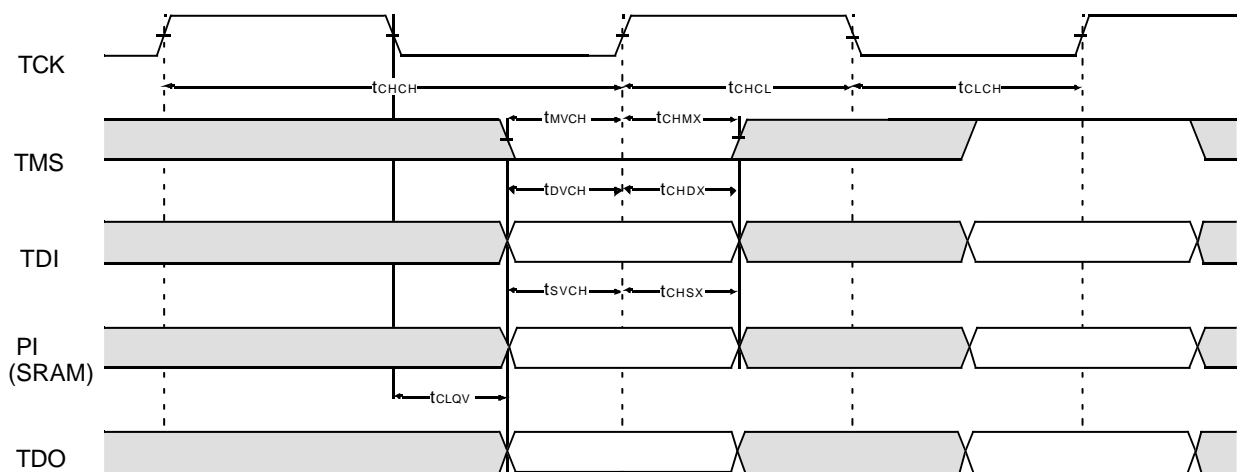 TCK
tCHCH tCHCL tCLCH
tMVCH tCHMX
TMS
tDVCH tCHDX
TDI
tSVCH tCHSX
PI
(SRAM)
tCLQV
TDO